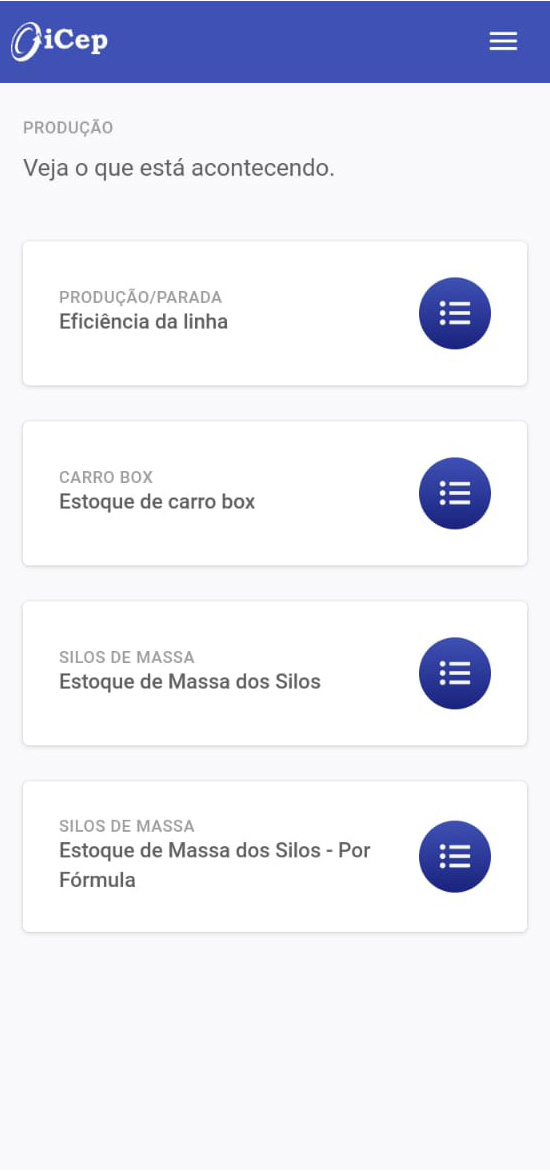 iCep
PRODUÇÃO
Veja o que está acontecendo.
PRODUÇÃO/PARADA
Eficiência da linha
CARRO BOX
Estoque de carro box
SILOS DE MASSA
Estoque de Massa dos Silos
SILOS DE MASSA
Estoque de Massa dos Silos - Por
Fórmula